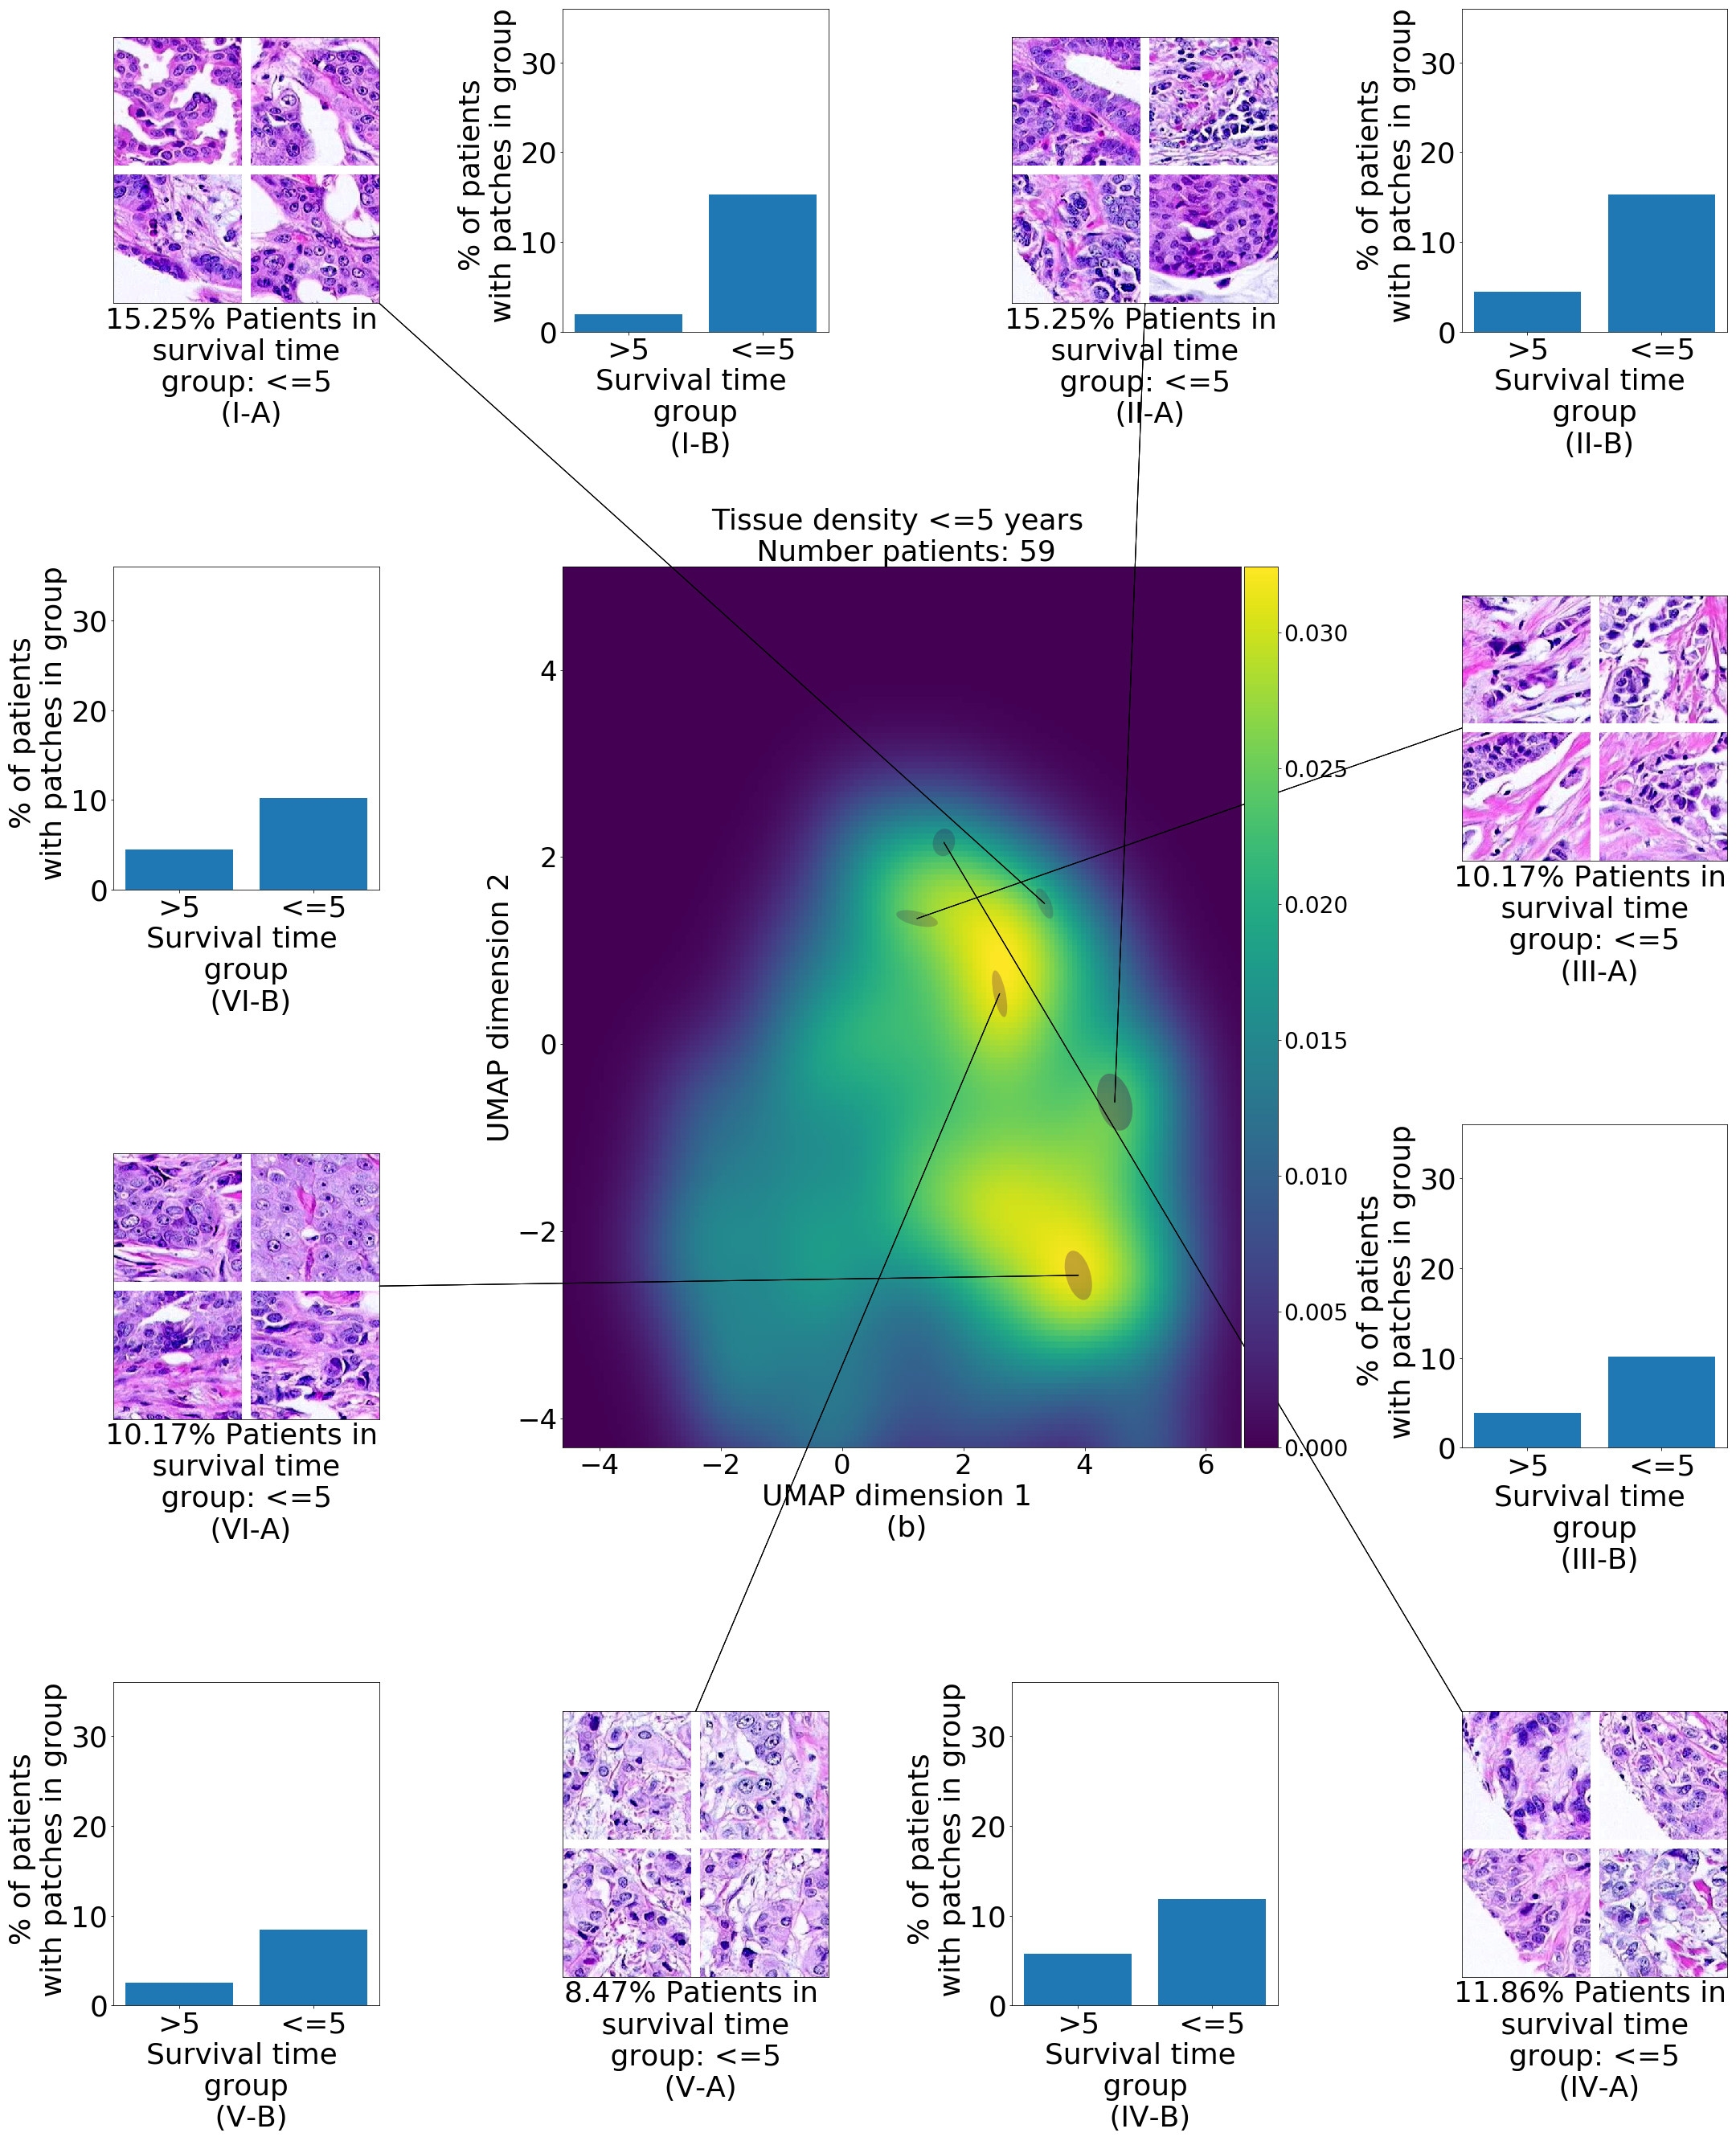 % of patients
with patches in group
30
20
10
0
>5
<=5
Survival time
group
(I-B)
% of patients
with patches in group
30
20
10
0
>5
<=5
Survival time
group
(II-B)
15.25% Patients in
survival time
group: <=5
(I-A)
15.25% Patients in
survival time
group: <=5
(II-A)
Tissue density <=5 years
Number patients: 59
UMAP dimension 2
4
2
0
−2
−4
−4
−2
0
2
4
6
UMAP dimension 1
(b)
0.030
0.025
0.020
0.015
0.010
0.005
0.000
% of patients
with patches in group
30
20
10
0
>5
<=5
Survival time
group
(VI-B)
10.17% Patients in
survival time
group: <=5
(III-A)
10.17% Patients in
survival time
group: <=5
(VI-A)
% of patients
with patches in group
30
20
10
0
>5
<=5
Survival time
group
(III-B)
% of patients
with patches in group
30
20
10
0
>5
<=5
Survival time
group
(V-B)
8.47% Patients in
survival time
group: <=5
(V-A)
% of patients
with patches in group
30
20
10
0
>5
<=5
Survival time
group
(IV-B)
11.86% Patients in
survival time
group: <=5
(IV-A)